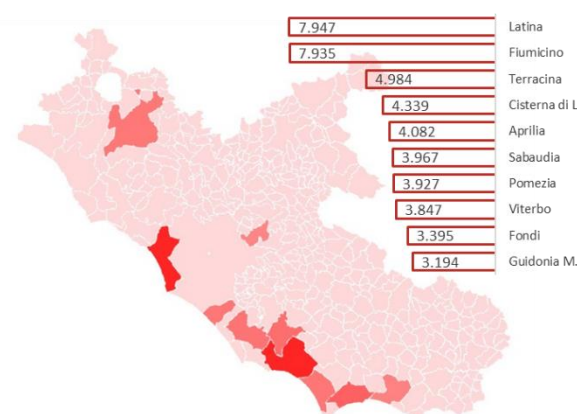 7.947 Latina
7.935 Fiumicino
4.984 Terracina
4.339 Cisterna di L
4.082 Aprilia
3.967 Sabaudia
3.927 Pomezia
3.847 Viterbo
3.395 Fondi
3.194 Guidonia M.